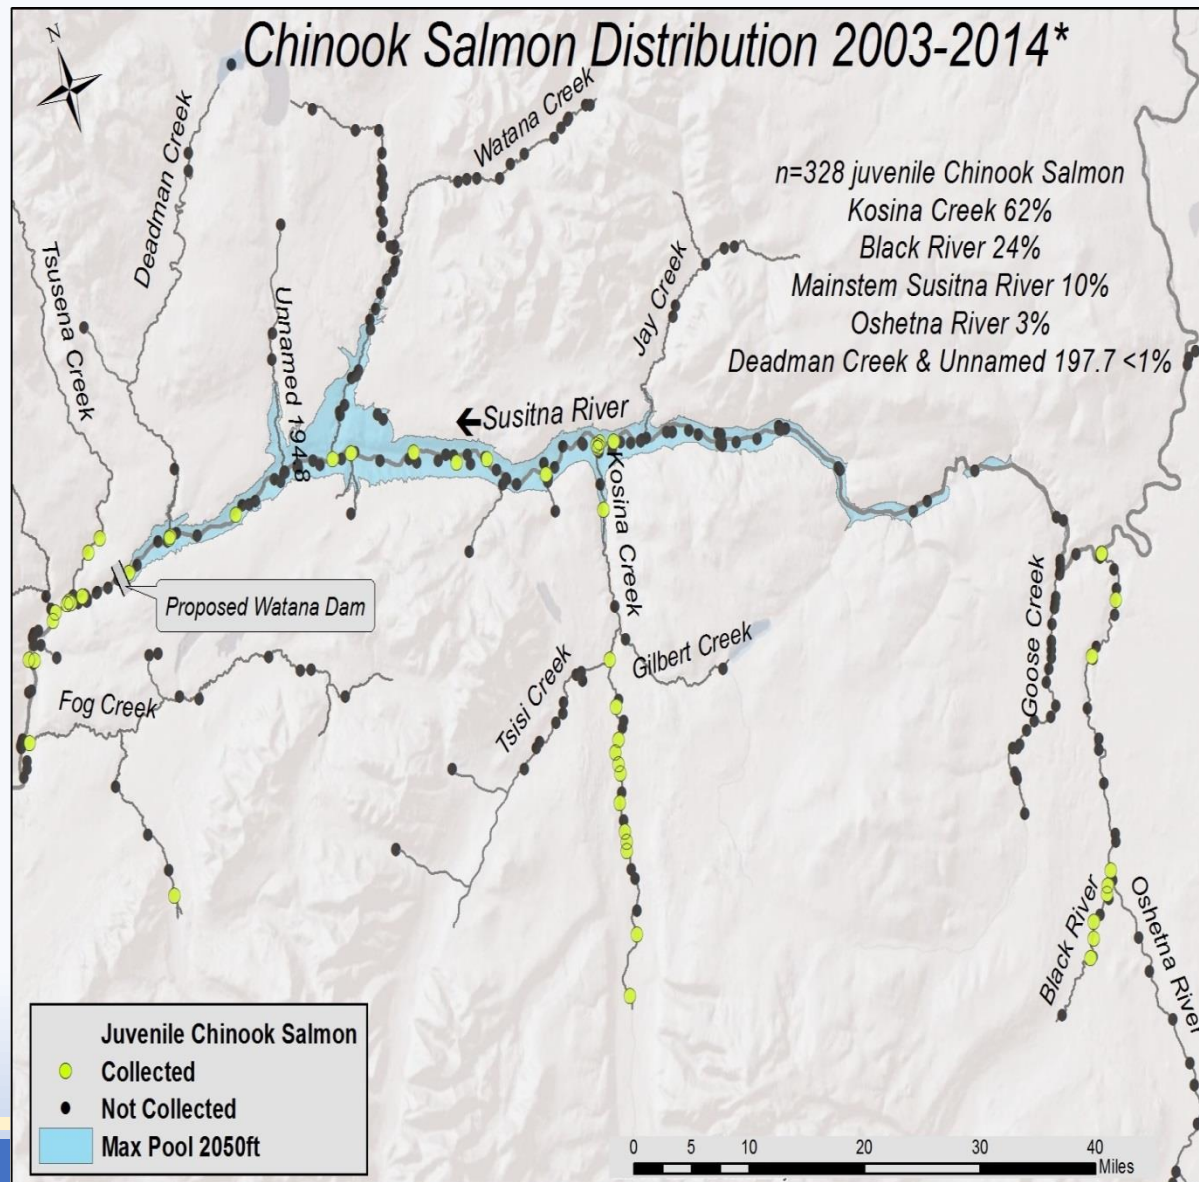 Chinook Salmon Distribution 2003-2014*
N
Deadman Creek
Watana Creek
n=328 juvenile Chinook Salmon
Kosina Creek 62%
Black River 24%
Mainstem Susitna River 10%
Oshetna River 3%
Deadman Creek & Unnamed 197.7 <1%
Tsusena Creek
Unnamed 194.8
Jay Creek
←Susitna River
Kosina Creek
Proposed Watana Dam
Goose Creek
Gilbert Creek
Tsisi Creek
Fog Creek
Black River
Oshetna River
Juvenile Chinook Salmon
Collected
Not Collected
Max Pool 2050ft
0 5 10 20 30 40
Miles